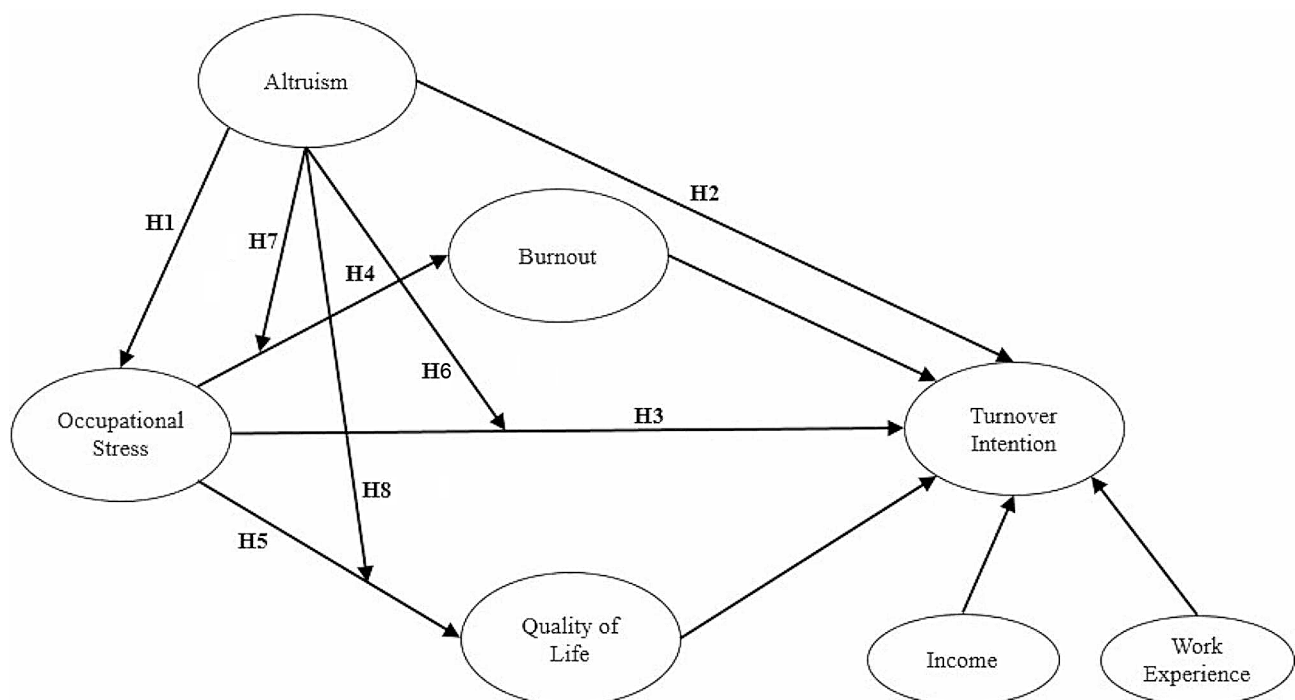 Altruism
H1
H7
H4
H2
Burnout
H6
H3
Occupational
Stress
Turnover
Intention
H8
H5
Quality of
Life
Income
Work
Experience